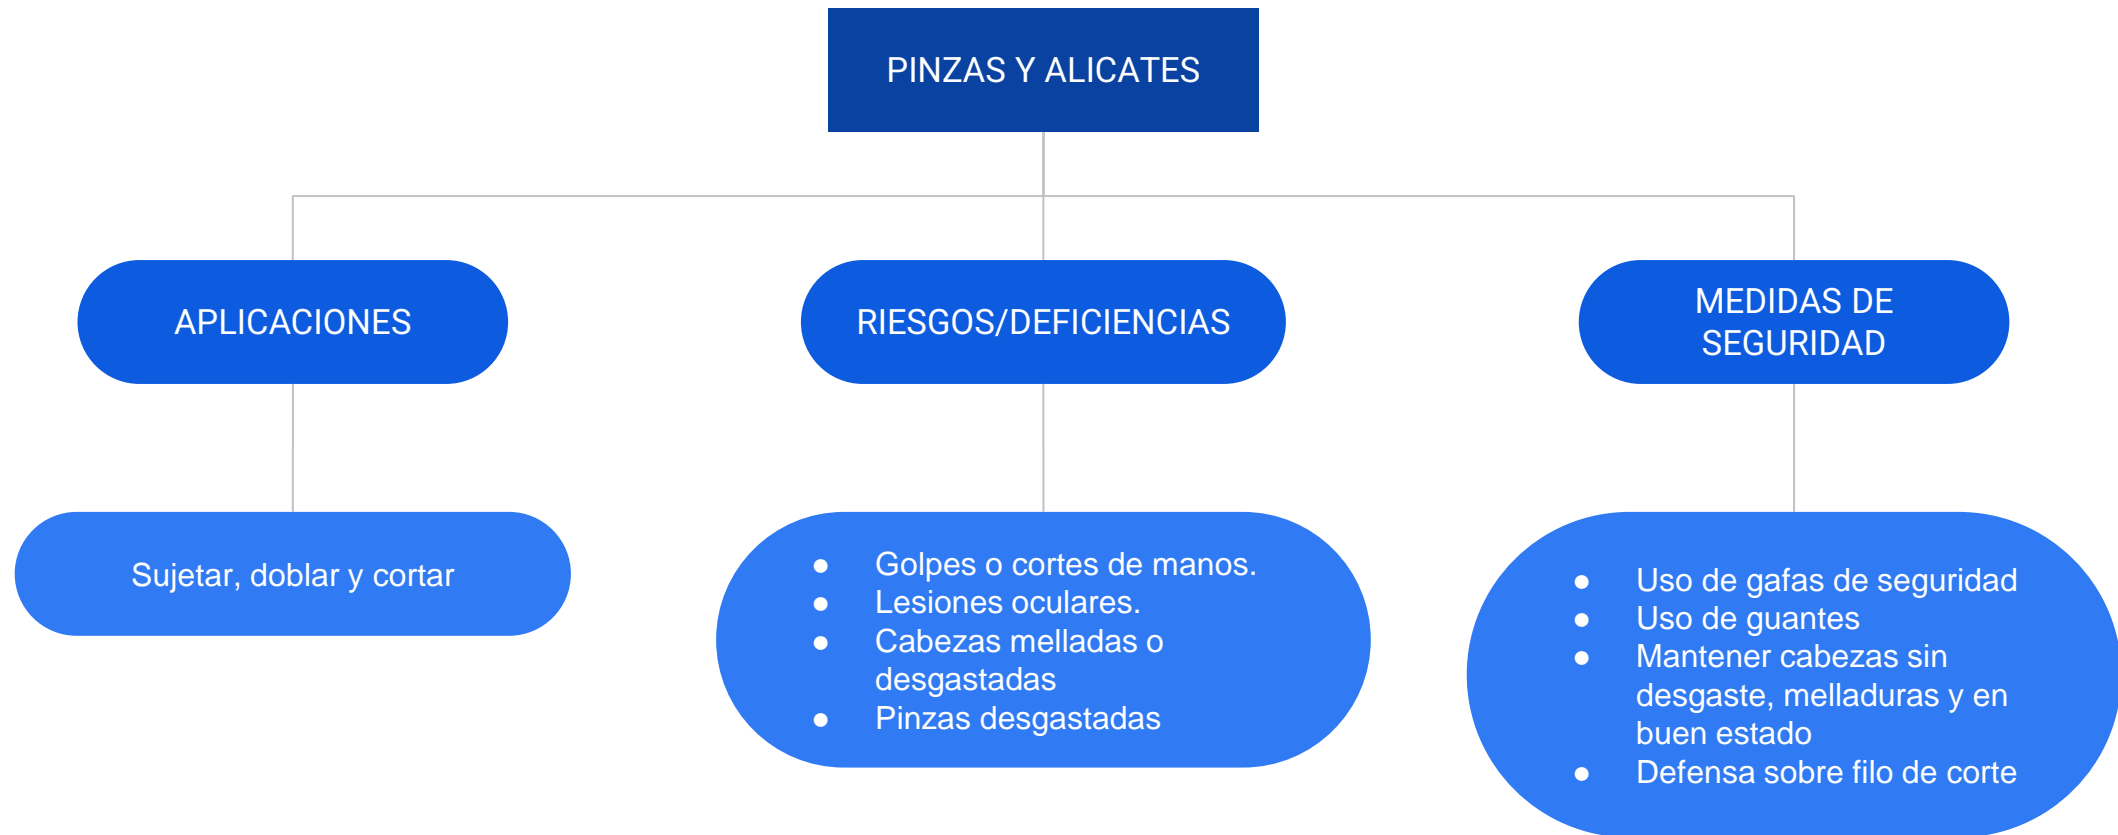 PINZAS Y ALICATES
APLICACIONES
RIESGOS/DEFICIENCIAS
MEDIDAS DE
SEGURIDAD
Sujetar, doblar y cortar
● Golpes o cortes de manos.
● Lesiones oculares.
● Cabezas melladas o
desgastadas
● Pinzas desgastadas
● Uso de gafas de seguridad
● Uso de guantes
● Mantener cabezas sin
desgaste, melladuras y en
buen estado
● Defensa sobre filo de corte